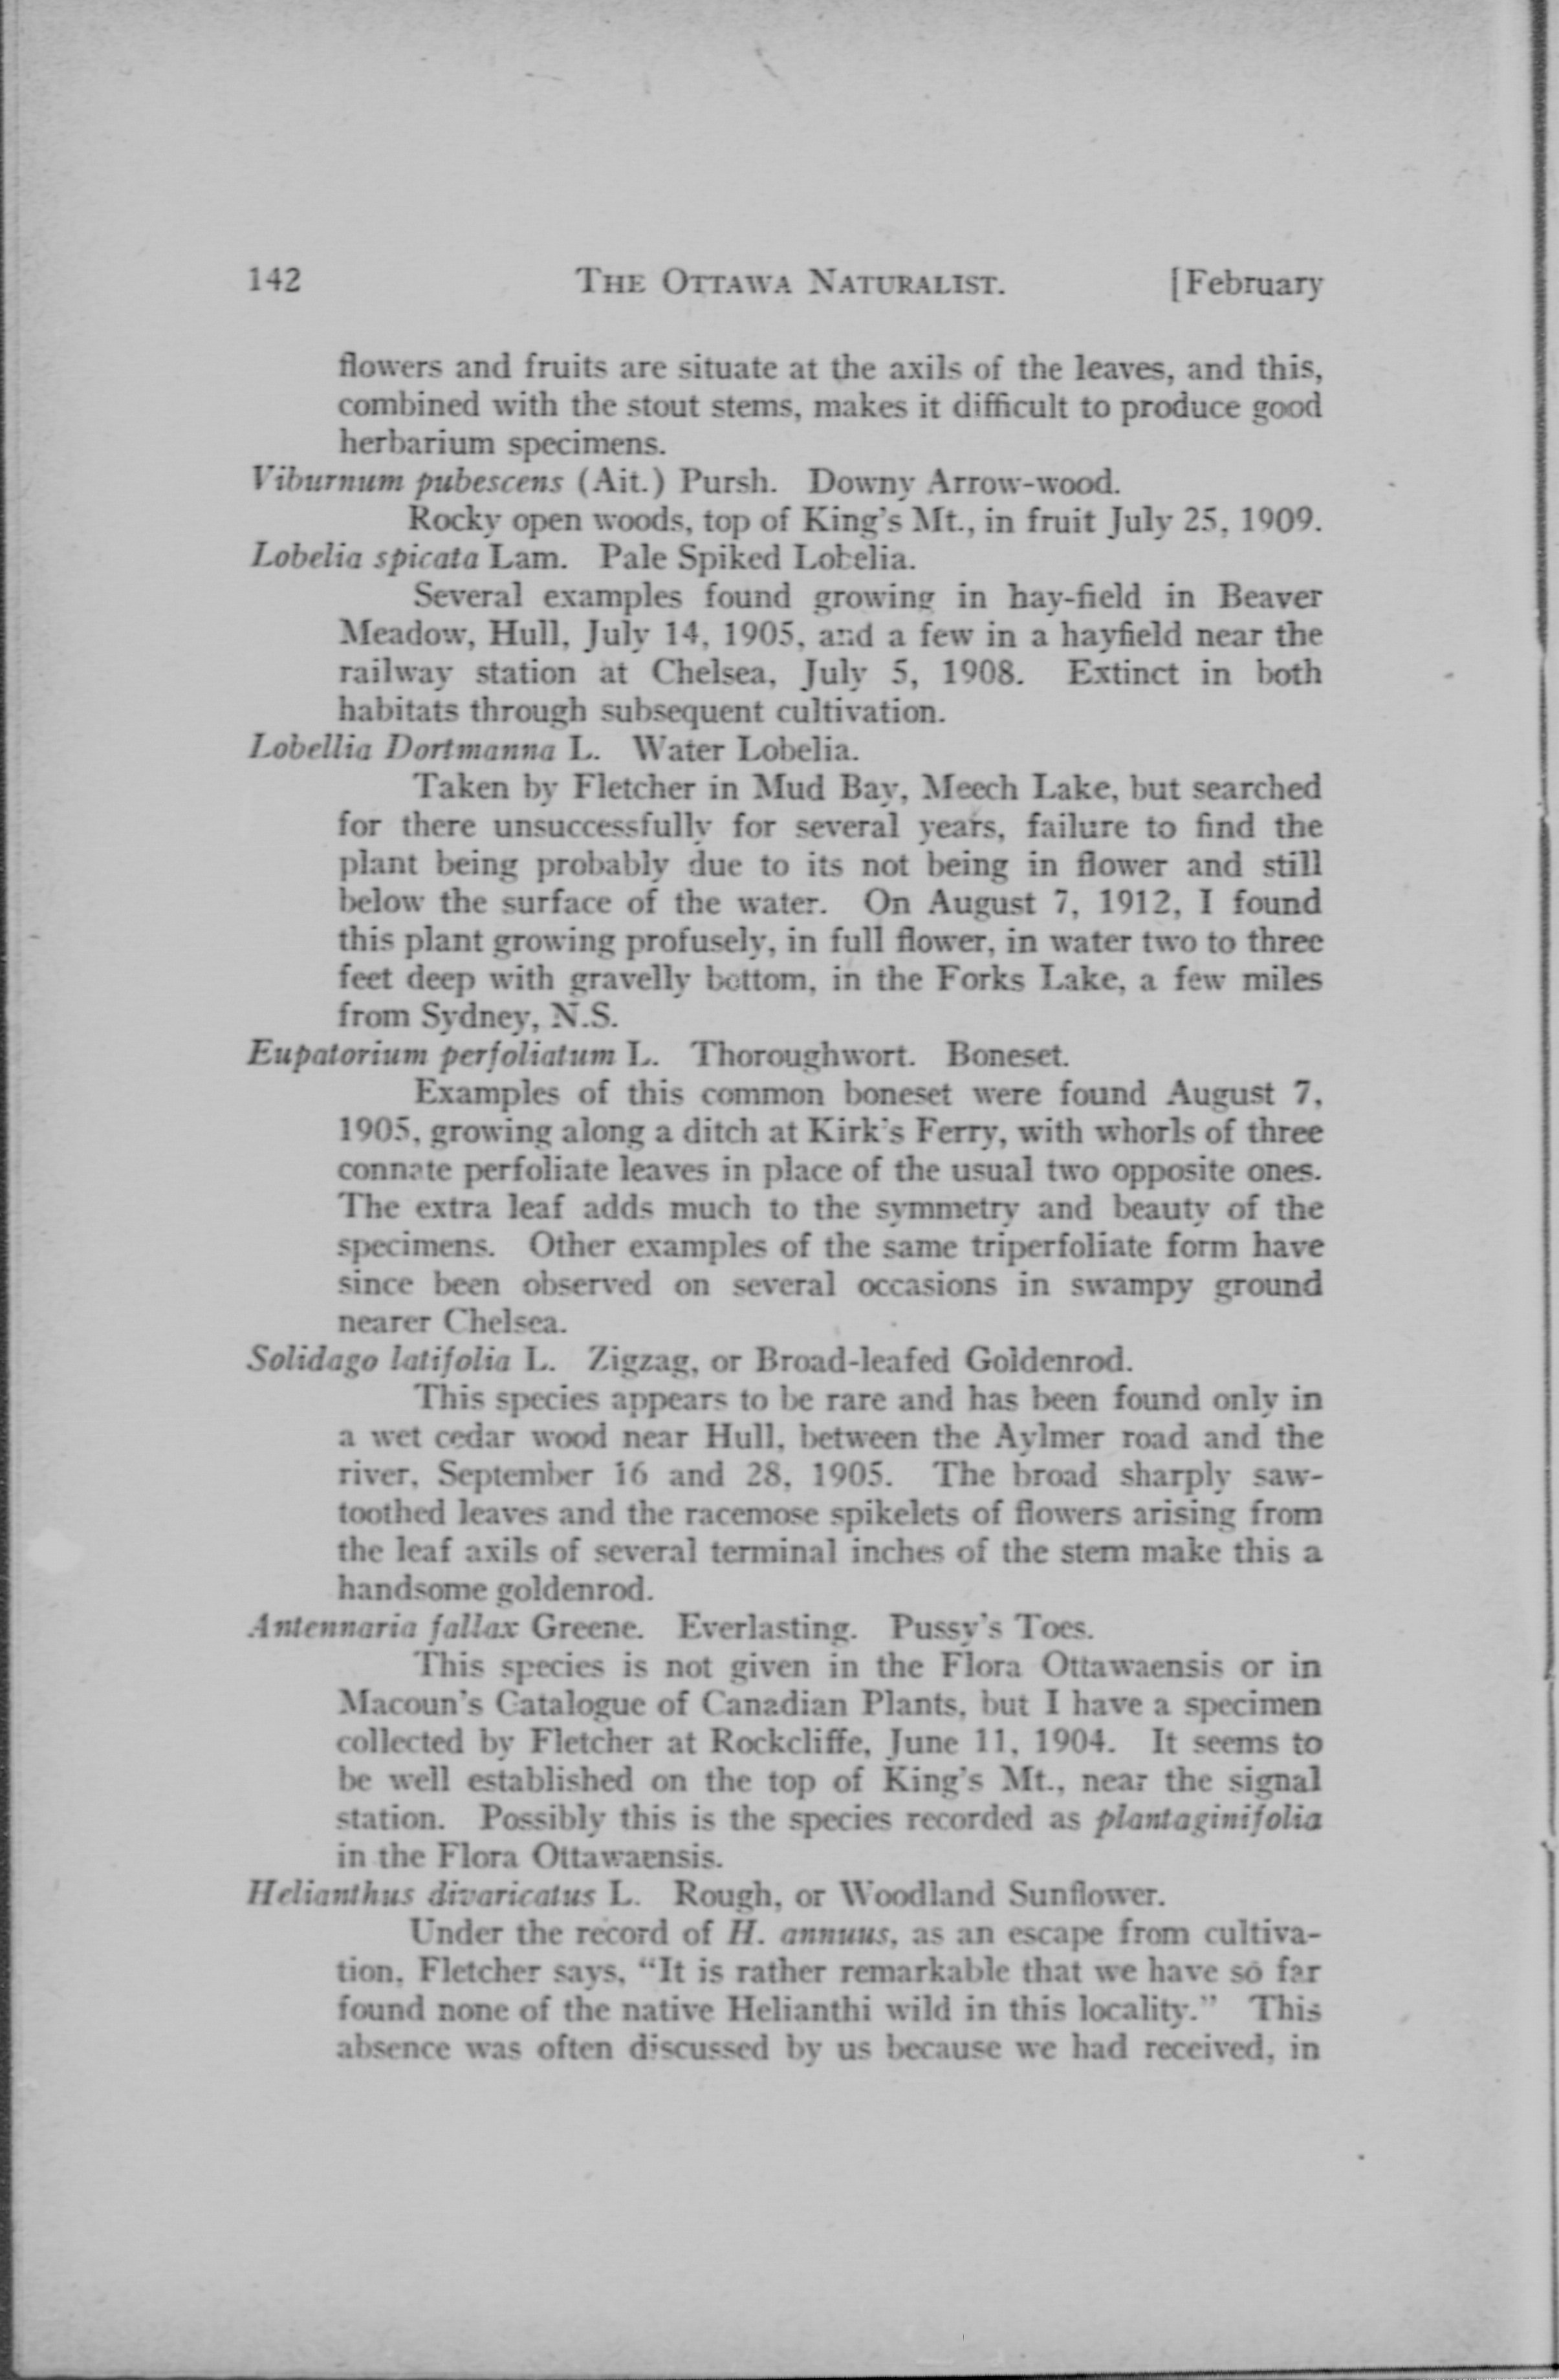 142 THE OTTAWA NATURALIST. [February
flowers and fruits are situate at the axils of the leaves, and this,
combined with the stout stems, makes it difficult to produce good
herbarium specimens.
Viburnum pubescens (Ait.) Pursh. Downy Arrow-wood.
Rocky open woods, top of King's Mt., in fruit July 25, 1909.
Lobelia spicata Lam. Pale Spiked Lobelia.
Several examples found growing in hay-field in Beaver
Meadow, Hull, July 14, 1905, and a few in a hayfield near the
railway station at Chelsea, July 5, 1908. Extinct in both
habitats through subsequent cultivation.
Lobellia Dortmanna L. Water Lobelia.
Taken by Fletcher in Mud Bay, Meech Lake, but searched
for there unsuccessfully for several years, failure to find the
plant being probably due to its not being in flower and still
below the surface of the water. On August 7, 1912, I found
this plant growing profusely, in full flower, in water two to three
feet deep with gravelly bottom, in the Forks Lake, a few miles
from Sydney, N.S.
Eupatorium perfoliatum L. Thoroughwort. Boneset.
Examples of this common boneset were found August 7,
1905, growing along a ditch at Kirk's Ferry, with whorls of three
connate perfoliate leaves in place of the usual two opposite ones.
The extra leaf adds much to the symmetry and beauty of the
specimens. Other examples of the same triperfoliate form have
since been observed on several occasions in swampy ground
nearer Chelsea.
Solidago latifolia L. Zigzag, or Broad-leafed Goldenrod.
This species appears to be rare and has been found only in
a wet cedar wood near Hull, between the Aylmer road and the
river, September 16 and 28, 1905. The broad sharply saw-
toothed leaves and the racemose spikelets of flowers arising from
the leaf axils of several terminal inches of the stem make this a
handsome goldenrod.
Antennaria fallax Greene. Everlasting. Pussy's Toes.
This species is not given in the Flora Ottawaensis or in
Macoun's Catalogue of Canadian Plants, but I have a specimen
collected by Fletcher at Rockcliffe, June 11, 1904. It seems to
be well established on the top of King's Mt., near the signal
station. Possibly this is the species recorded as plantaginifolia
in the Flora Ottawaensis.
Helianthus divaricatus L. Rough, or Woodland Sunflower.
Under the record of H. annuus, as an escape from cultiva-
tion, Fletcher says, "It is rather remarkable that we have so far
found none of the native Helianthi wild in this locality." This
absence was often discussed by us because we had received, in